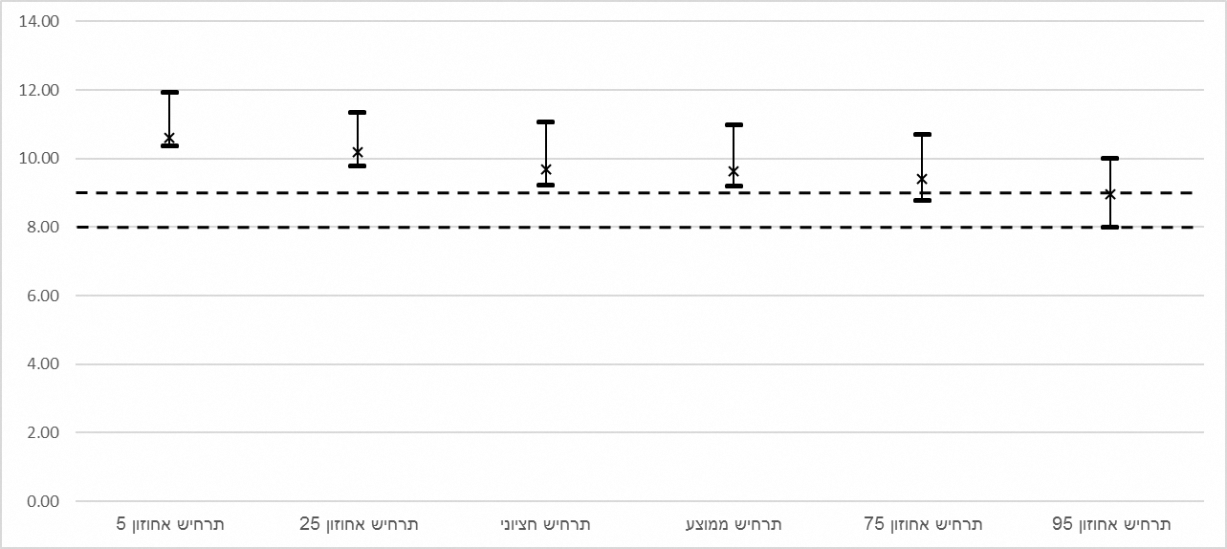 14.00
12.00
10.00
8.00
6.00
4.00
2.00
0.00
תרחיש אחוזון 5
תרחיש אחוזון 25
תרחיש חציוני
תרחיש ממוצע
תרחיש אחוזון 75
תרחיש אחוזון 95